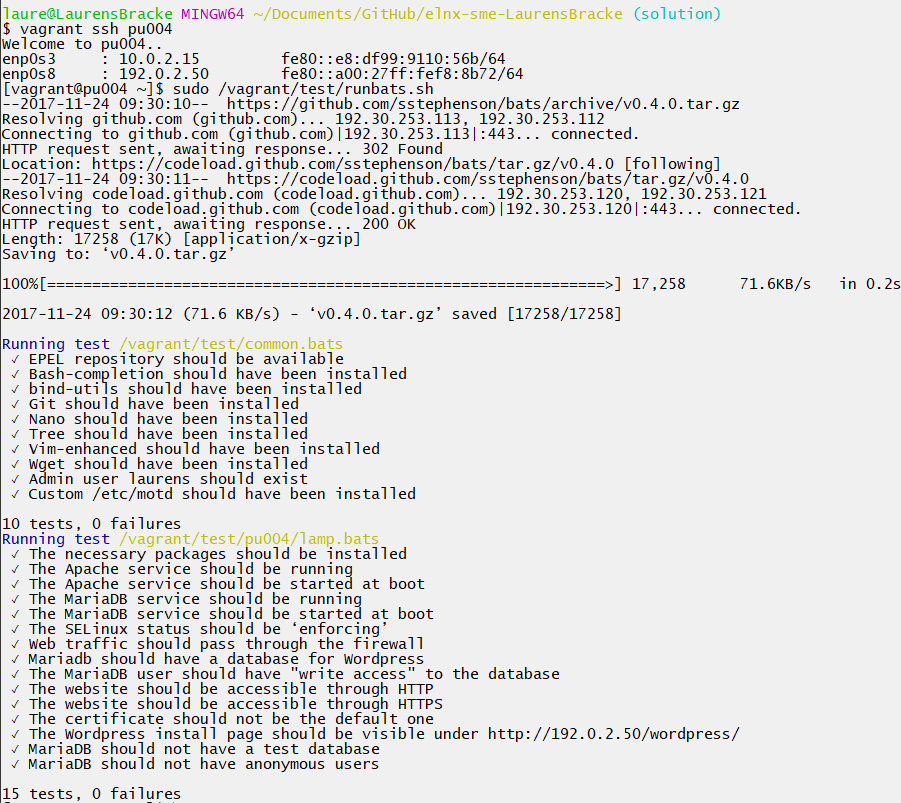 laure@LaurensBracke MINGW64 ~/Documents/GitHub/elnx-sme-LaurensBracke (solution)
$ vagrant ssh pu004
Welcome to pu004..
enp0s3     : 10.0.2.15         fe80::e8:df99:9110:56b/64
enp0s8     : 192.0.2.50        fe80::a00:27ff:fef8:8b72/64
[vagrant@pu004 ~]$ sudo /vagrant/test/runbats.sh
--2017-11-24 09:30:10--  https://github.com/sstephenson/bats/archive/v0.4.0.tar.gz
Resolving github.com (github.com)... 192.30.253.113, 192.30.253.112
Connecting to github.com (github.com)|192.30.253.113|:443... connected.
HTTP request sent, awaiting response... 302 Found
Location: https://codeload.github.com/sstephenson/bats/tar.gz/v0.4.0 [following]
--2017-11-24 09:30:11--  https://codeload.github.com/sstephenson/bats/tar.gz/v0.4.0
Resolving codeload.github.com (codeload.github.com)... 192.30.253.120, 192.30.253.121
Connecting to codeload.github.com (codeload.github.com)|192.30.253.120|:443... connected.
HTTP request sent, awaiting response... 200 OK
Length: 17258 (17K) [application/x-gzip]
Saving to: ‘v0.4.0.tar.gz’
100%[==============================================================>] 17,258      71.6KB/s   in 0.2s
2017-11-24 09:30:12 (71.6 KB/s) - ‘v0.4.0.tar.gz’ saved [17258/17258]
Running test /vagrant/test/common.bats
✓ EPEL repository should be available
✓ Bash-completion should have been installed
✓ bind-utils should have been installed
✓ Git should have been installed
✓ Nano should have been installed
✓ Tree should have been installed
✓ Vim-enhanced should have been installed
✓ Wget should have been installed
✓ Admin user laurens should exist
✓ Custom /etc/motd should have been installed
10 tests, 0 failures
Running test /vagrant/test/pu004/lamp.bats
✓ The necessary packages should be installed
✓ The Apache service should be running
✓ The Apache service should be started at boot
✓ The MariaDB service should be running
✓ The MariaDB service should be started at boot
✓ The SELinux status should be ‘enforcing’
✓ Web traffic should pass through the firewall
✓ Mariadb should have a database for Wordpress
✓ The MariaDB user should have "write access" to the database
✓ The website should be accessible through HTTP
✓ The website should be accessible through HTTPS
✓ The certificate should not be the default one
✓ The Wordpress install page should be visible under http://192.0.2.50/wordpress/
✓ MariaDB should not have a test database
✓ MariaDB should not have anonymous users
15 tests, 0 failures